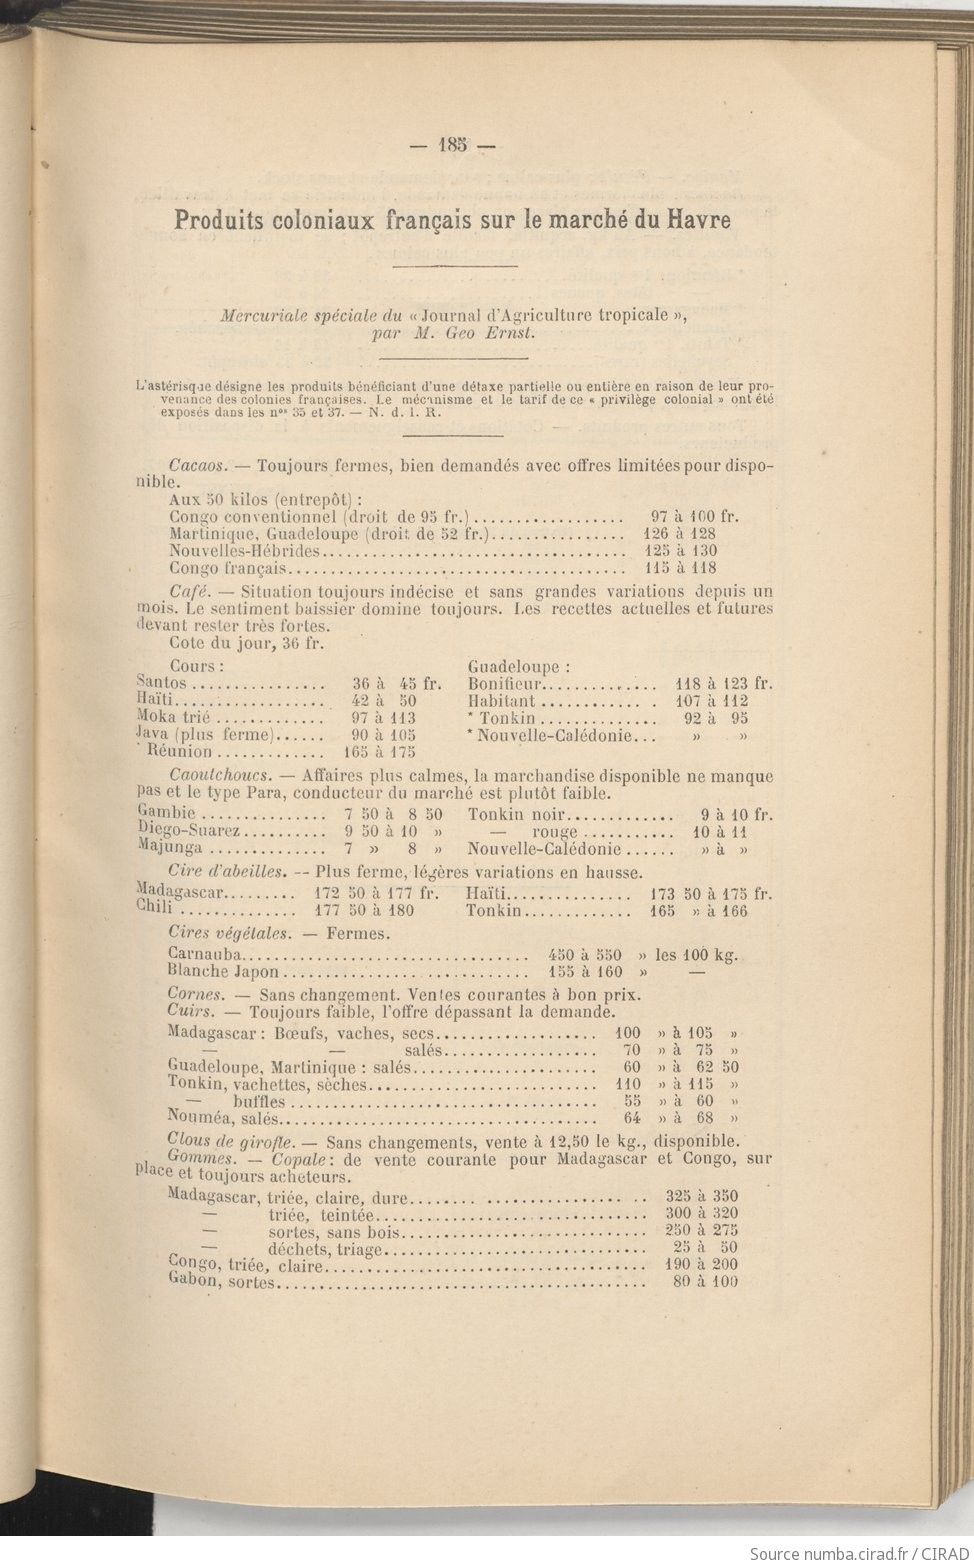 — 185 —
Produits coloniaux français sur le marché du Havre
Mercuriale spéciale du « Journal d'Agriculture tropicale »,
par M. Geo Ernst.
L'astérisque désigne les produits bénéficiant d'une détaxe partielle ou entière en raison de leur pro-
venance des colonies françaises. Le mécanisme et le tarif de ce « privilège colonial » ont été
exposés dans les nos 35 et 37. — N. d. l. R.
Cacaos. — Toujours fermes, bien demandés avec offres limitées pour dispo-
nible.
Aux 50 kilos (entrepôt) :
Congo conventionnel (droit de 95 fr.).................. 97 à 100 fr.
Martinique, Guadeloupe (droit de 52 fr.)................ 126 à 128
Nouvelles-Hébrides..................................... 125 à 130
Congo français......................................... 115 à 118
Café. — Situation toujours indécise et sans grandes variations depuis un
mois. Le sentiment baissier domine toujours. Les recettes actuelles et futures
devant rester très fortes.
Cote du jour, 36 fr.
Cours : Guadeloupe :
Santos ................ 36 à 45 fr. Bonifieur.............. 118 à 123 fr.
Haïti.................. 42 à 50 Habitant ............ . 107 à 112
Moka trié ............. 97 à 113 * Tonkin .............. 92 à 95
Java (plus ferme)...... 90 à 105 * Nouvelle-Calédonie... » »
* Réunion ............. 165 à 175
Caoutchoucs. — Affaires plus calmes, la marchandise disponible ne manque
pas et le type Para, conducteur du marché est plutôt faible.
Gambie ............... 7 50 à 8 50 Tonkin noir............. 9 à 10 fr.
Diego-Suarez.......... 9 50 à 10 » — rouge ........... 10 à 11
Majunga .............. 7 » 8 » Nouvelle-Calédonie ...... » à »
Cire d'abeilles. -- Plus ferme, légères variations en hausse.
Madagascar......... 172 50 à 177 fr. Haïti............... 173 50 à 175 fr.
Chili .............. 177 50 à 180 Tonkin............. 165 » à 166
Cires végétales. — Fermes.
Carnauba................................... 450 à 550 » les 100 kg.
Blanche Japon .............................. 155 à 160 » —
Cornes. — Sans changement. Ventes courantes à bon prix.
Cuirs. — Toujours faible, l'offre dépassant la demande.
Madagascar : Bœufs, vaches, secs.................... 100 » à 105 »
— — salés................... 70 » à 75 »
Guadeloupe, Martinique : salés....................... 60 » à 62 50
Tonkin, vachettes, sèches............................ 110 » à 115 »
— buffles ..................................... 55 » à 60 »
Nouméa, salés....................................... 64 » à 68 »
Clous de girofle. — Sans changements, vente à 12,50 le kg., disponible.
Gommes. — Copale : de vente courante pour Madagascar et Congo, sur
place et toujours acheteurs.
Madagascar, triée, claire, dure........ ................. .. 325 à 350
— triée, teintée................................. 300 à 320
— sortes, sans bois.............................. 250 à 275
— déchets, triage................................ 25 à 50
Congo, triée, claire....................................... 190 à 200
Gabon, sortes............................................. 80 à 100
Source numba.cirad.fr / CIRAD